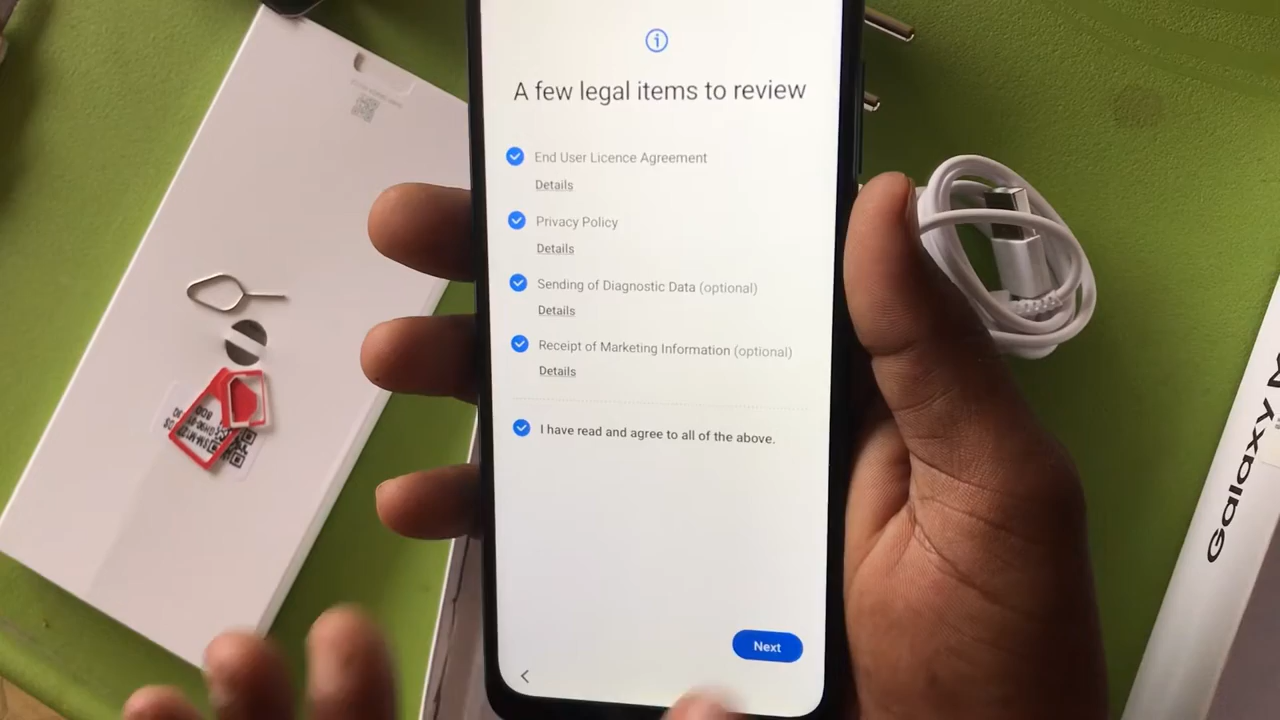 A few legal items to review
End User Licence Agreement
Details
Privacy Policy
Details
Sending of Diagnostic Data (optional)
Details
Receipt of Marketing Information (optional)
Details
I have read and agree to all of the above.
Next
Galaxy